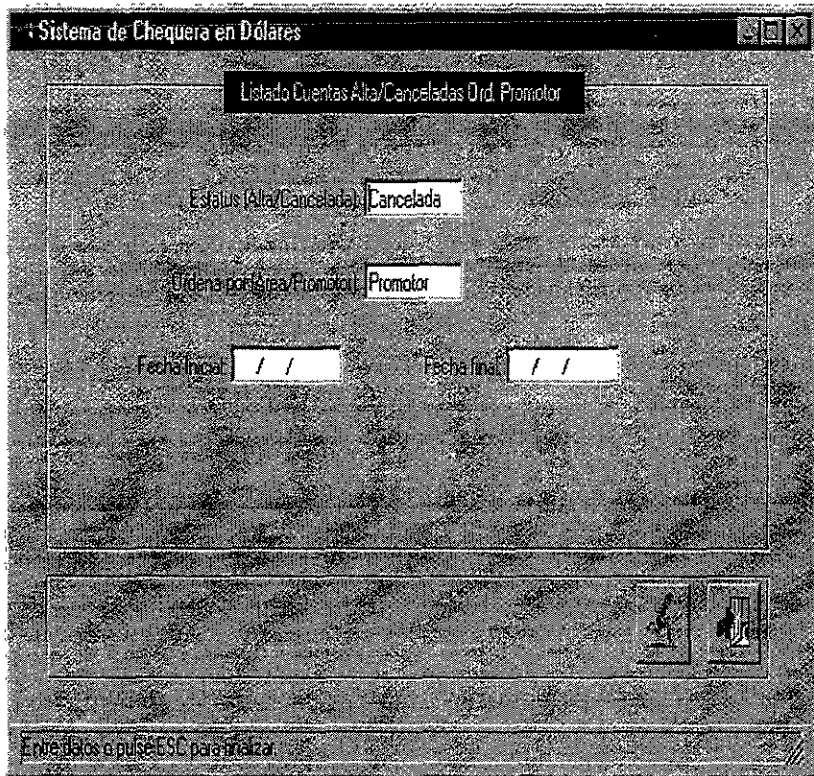 Sistema de Chequera en Dólares
Listado Cuentas Alta/Canceladas Ord. Promotor
Estatus (Alta/Cancelada): Cancelada
Ordena por(Área/Promotor): Promotor
Fecha Inicial: / / Fecha final: / /
Entre datos o pulse ESC para finalizar.